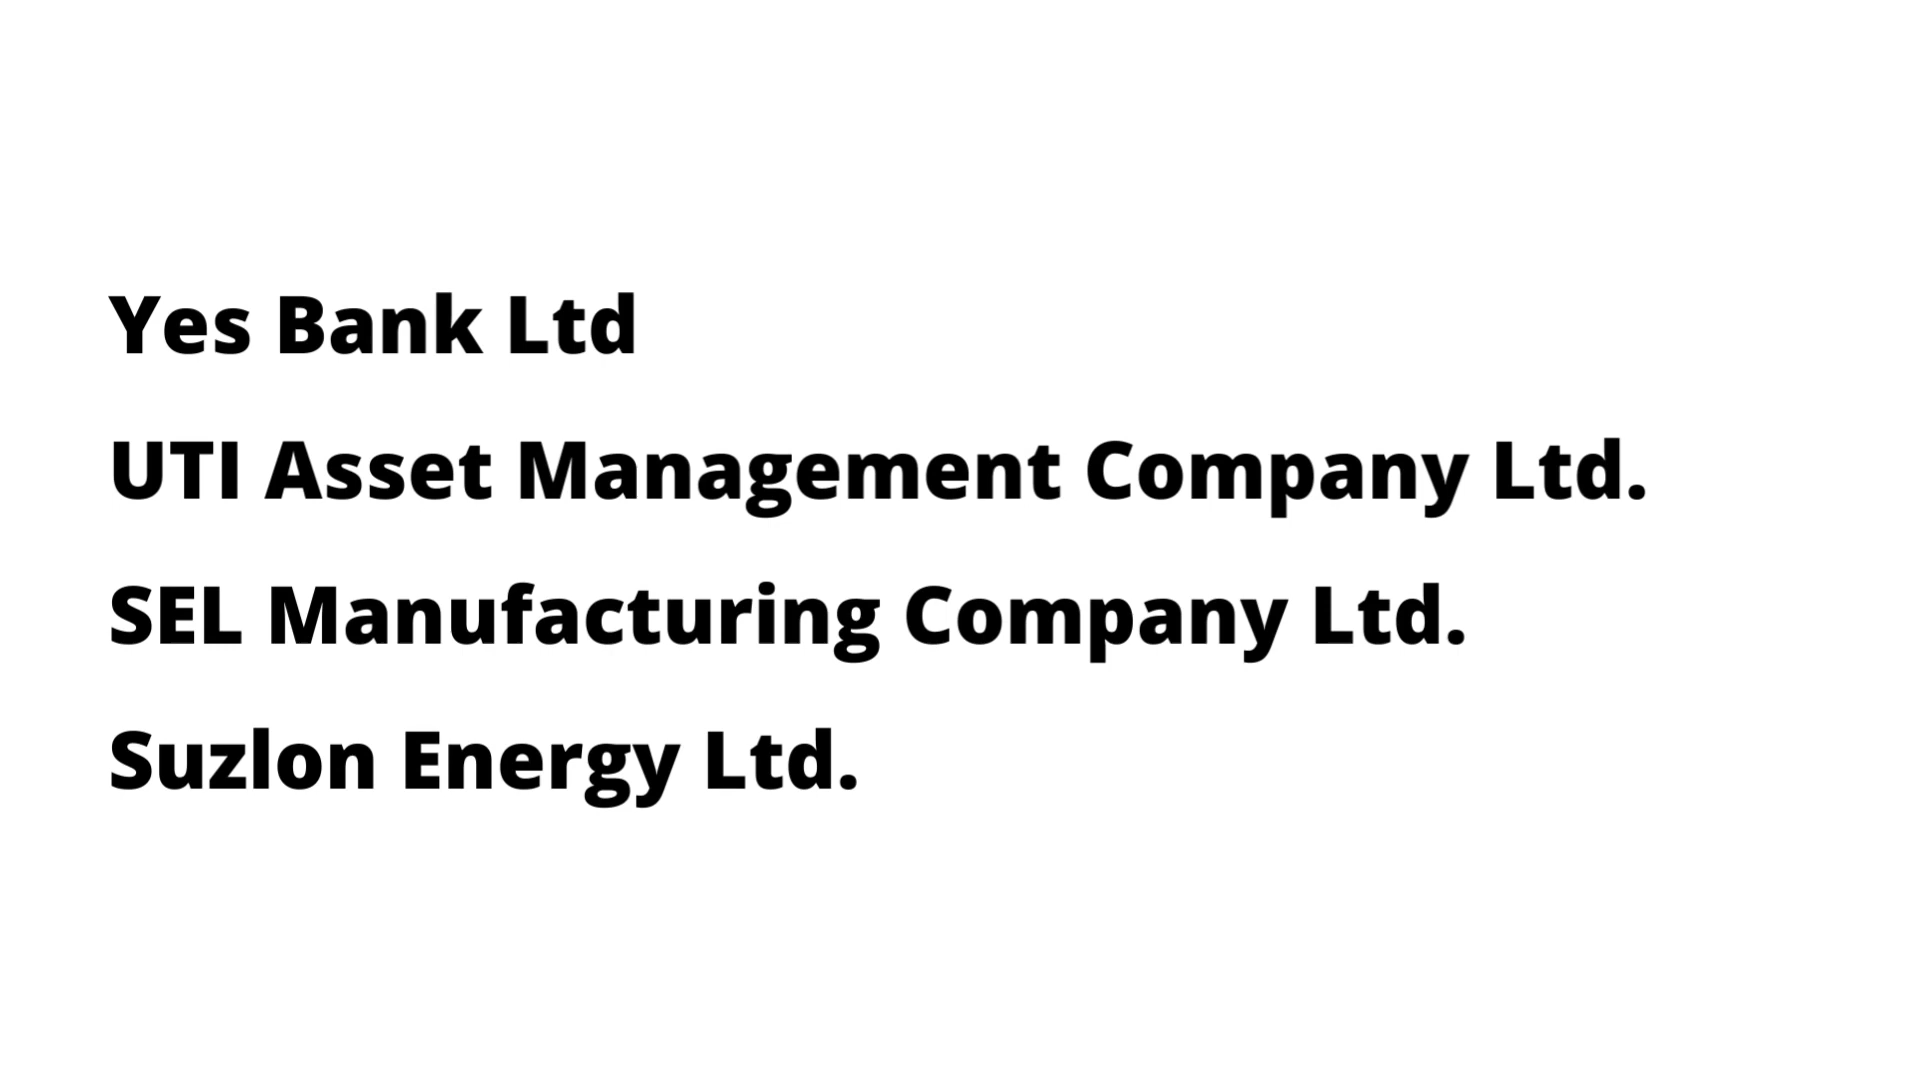 Yes Bank Ltd
UTI Asset Management Company Ltd.
SEL Manufacturing Company Ltd.
Suzlon Energy Ltd.